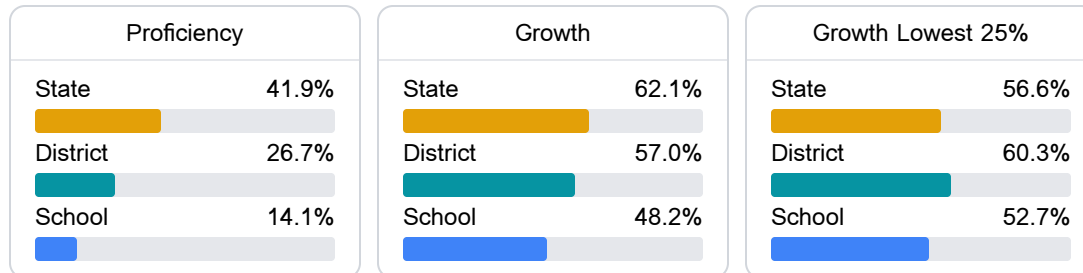 Proficiency
State 41.9%
District 26.7%
School 14.1%
Growth
State 62.1%
District 57.0%
School 48.2%
Growth Lowest 25%
State 56.6%
District 60.3%
School 52.7%